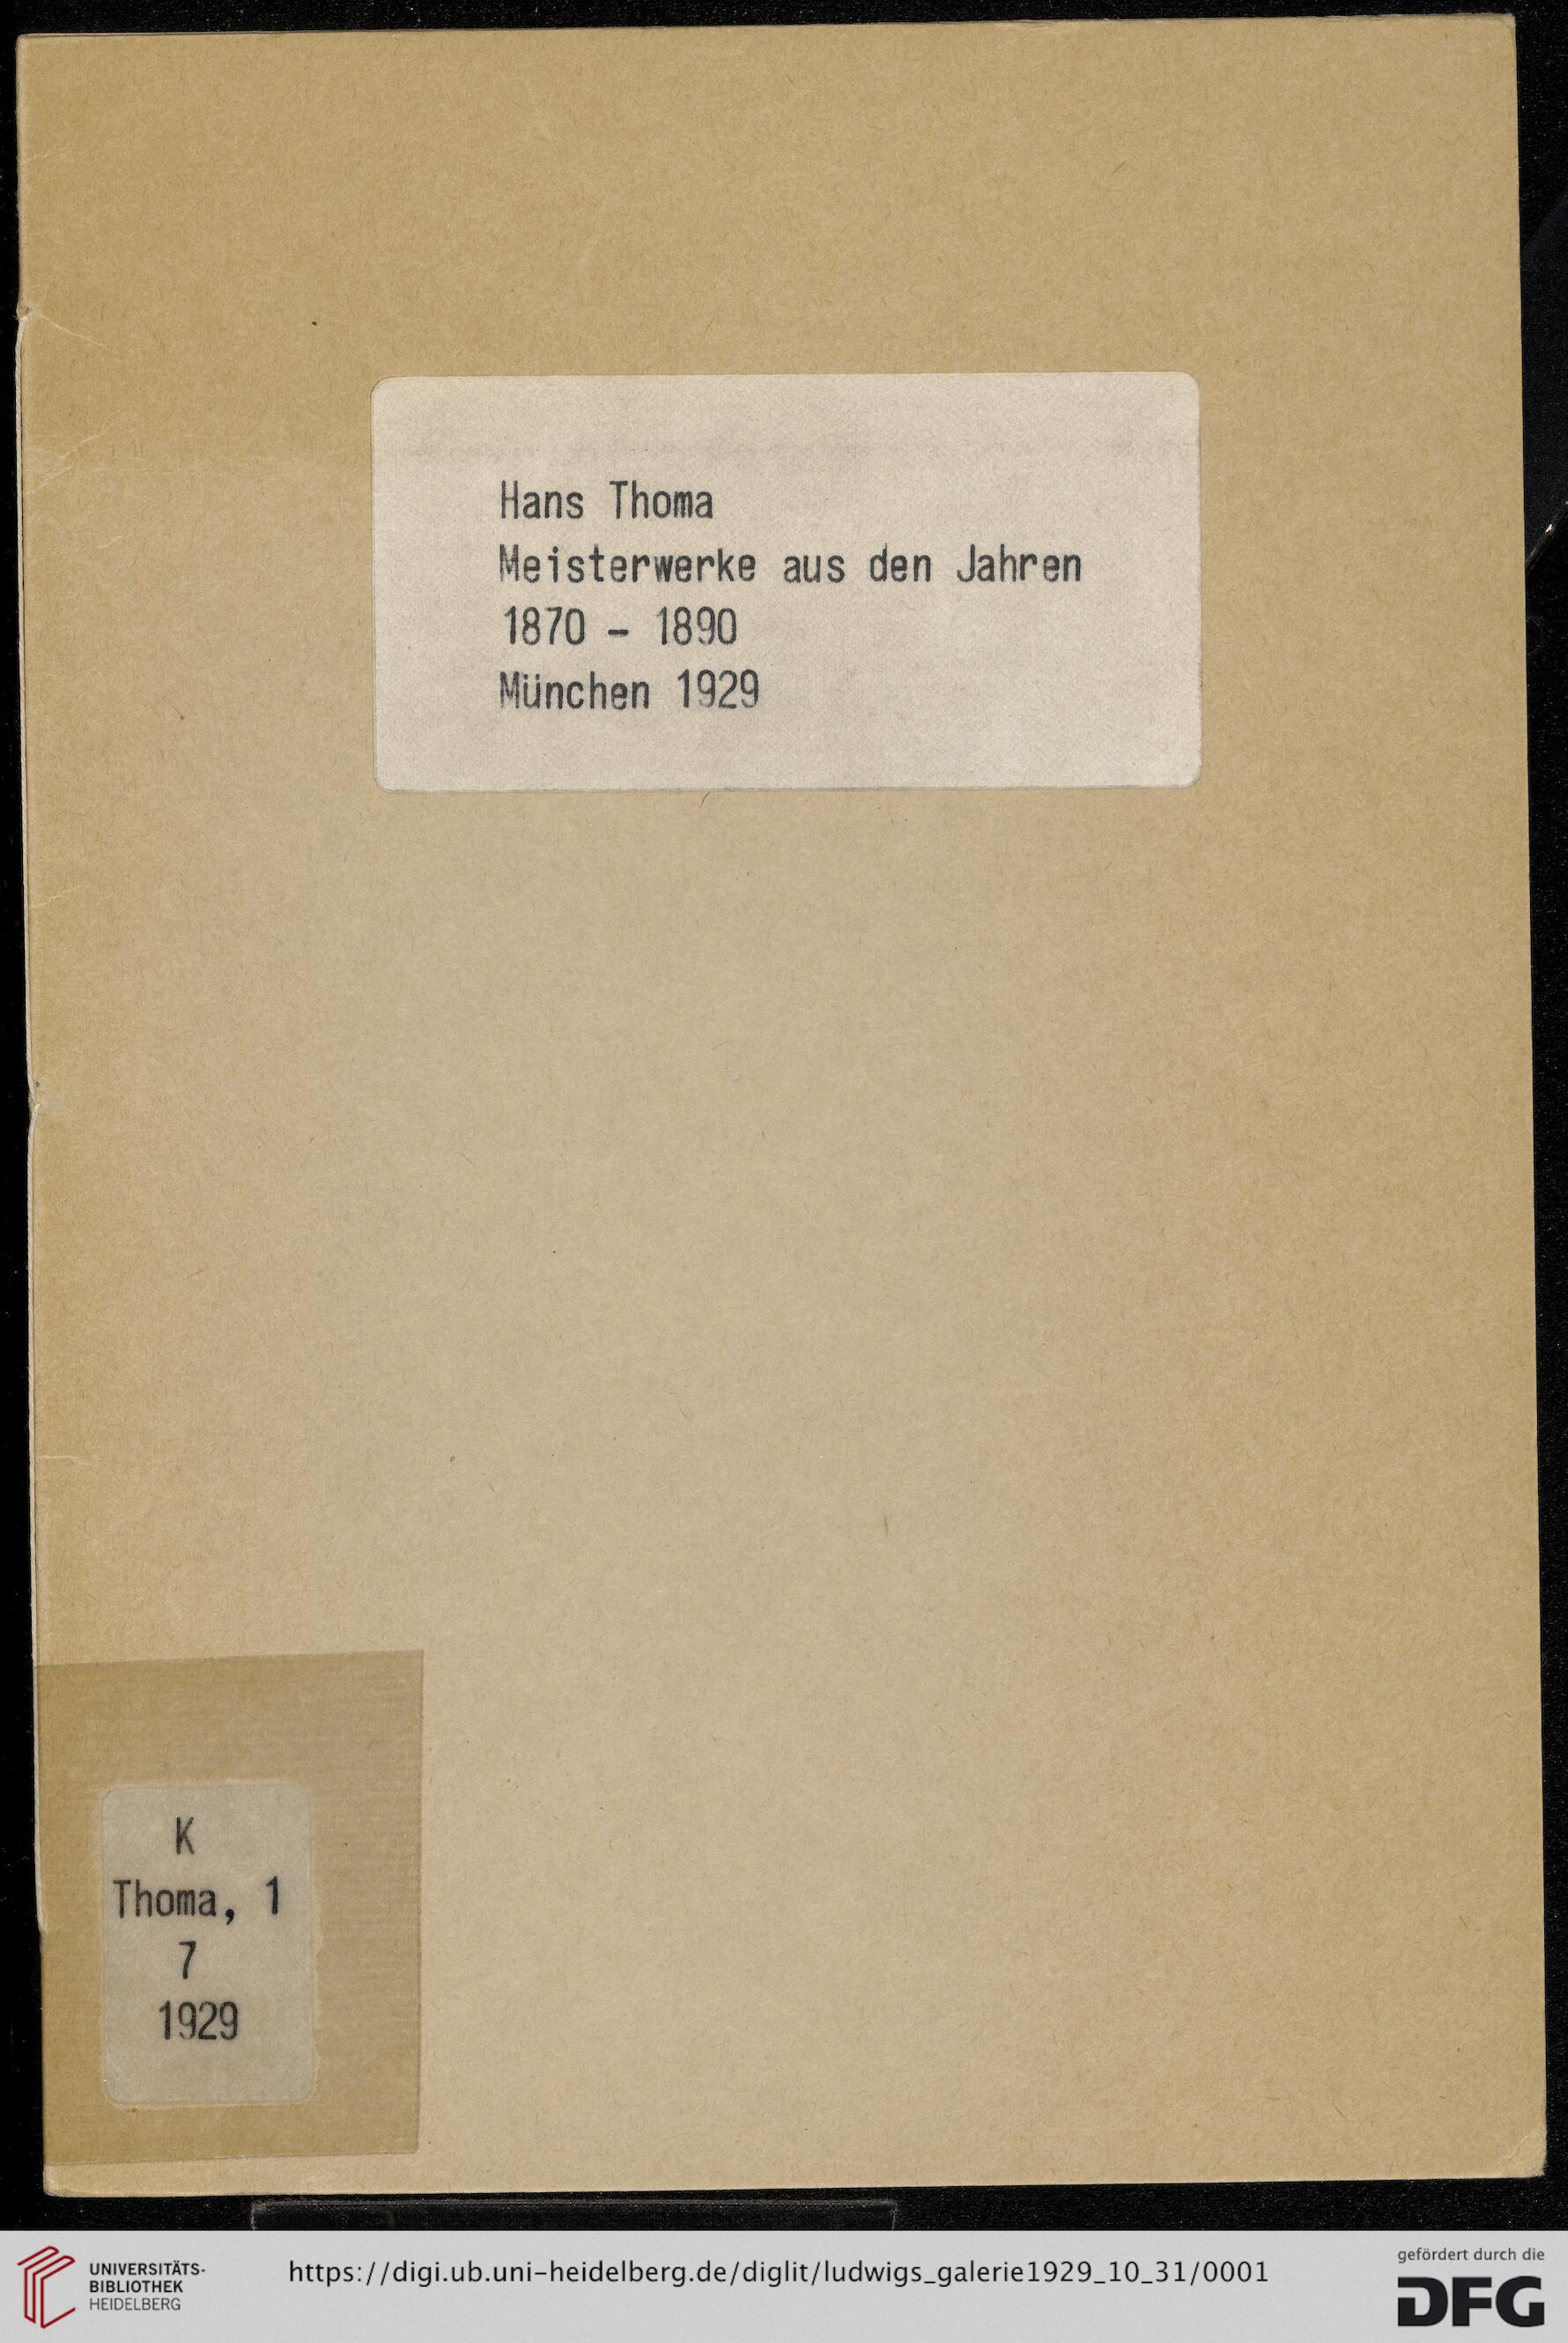 Hans Thoma
Meisterwerke aus den Jahren
1870 - 1890
München 1929
K
Thoma, 1
7
1929
UNIVERSITÄTS-
BIBLIOTHEK
HEIDELBERG
https://digi.ub.uni-heidelberg.de/diglit/ludwigs_galerie1929_10_31/0001
gefördert durch die
DFG